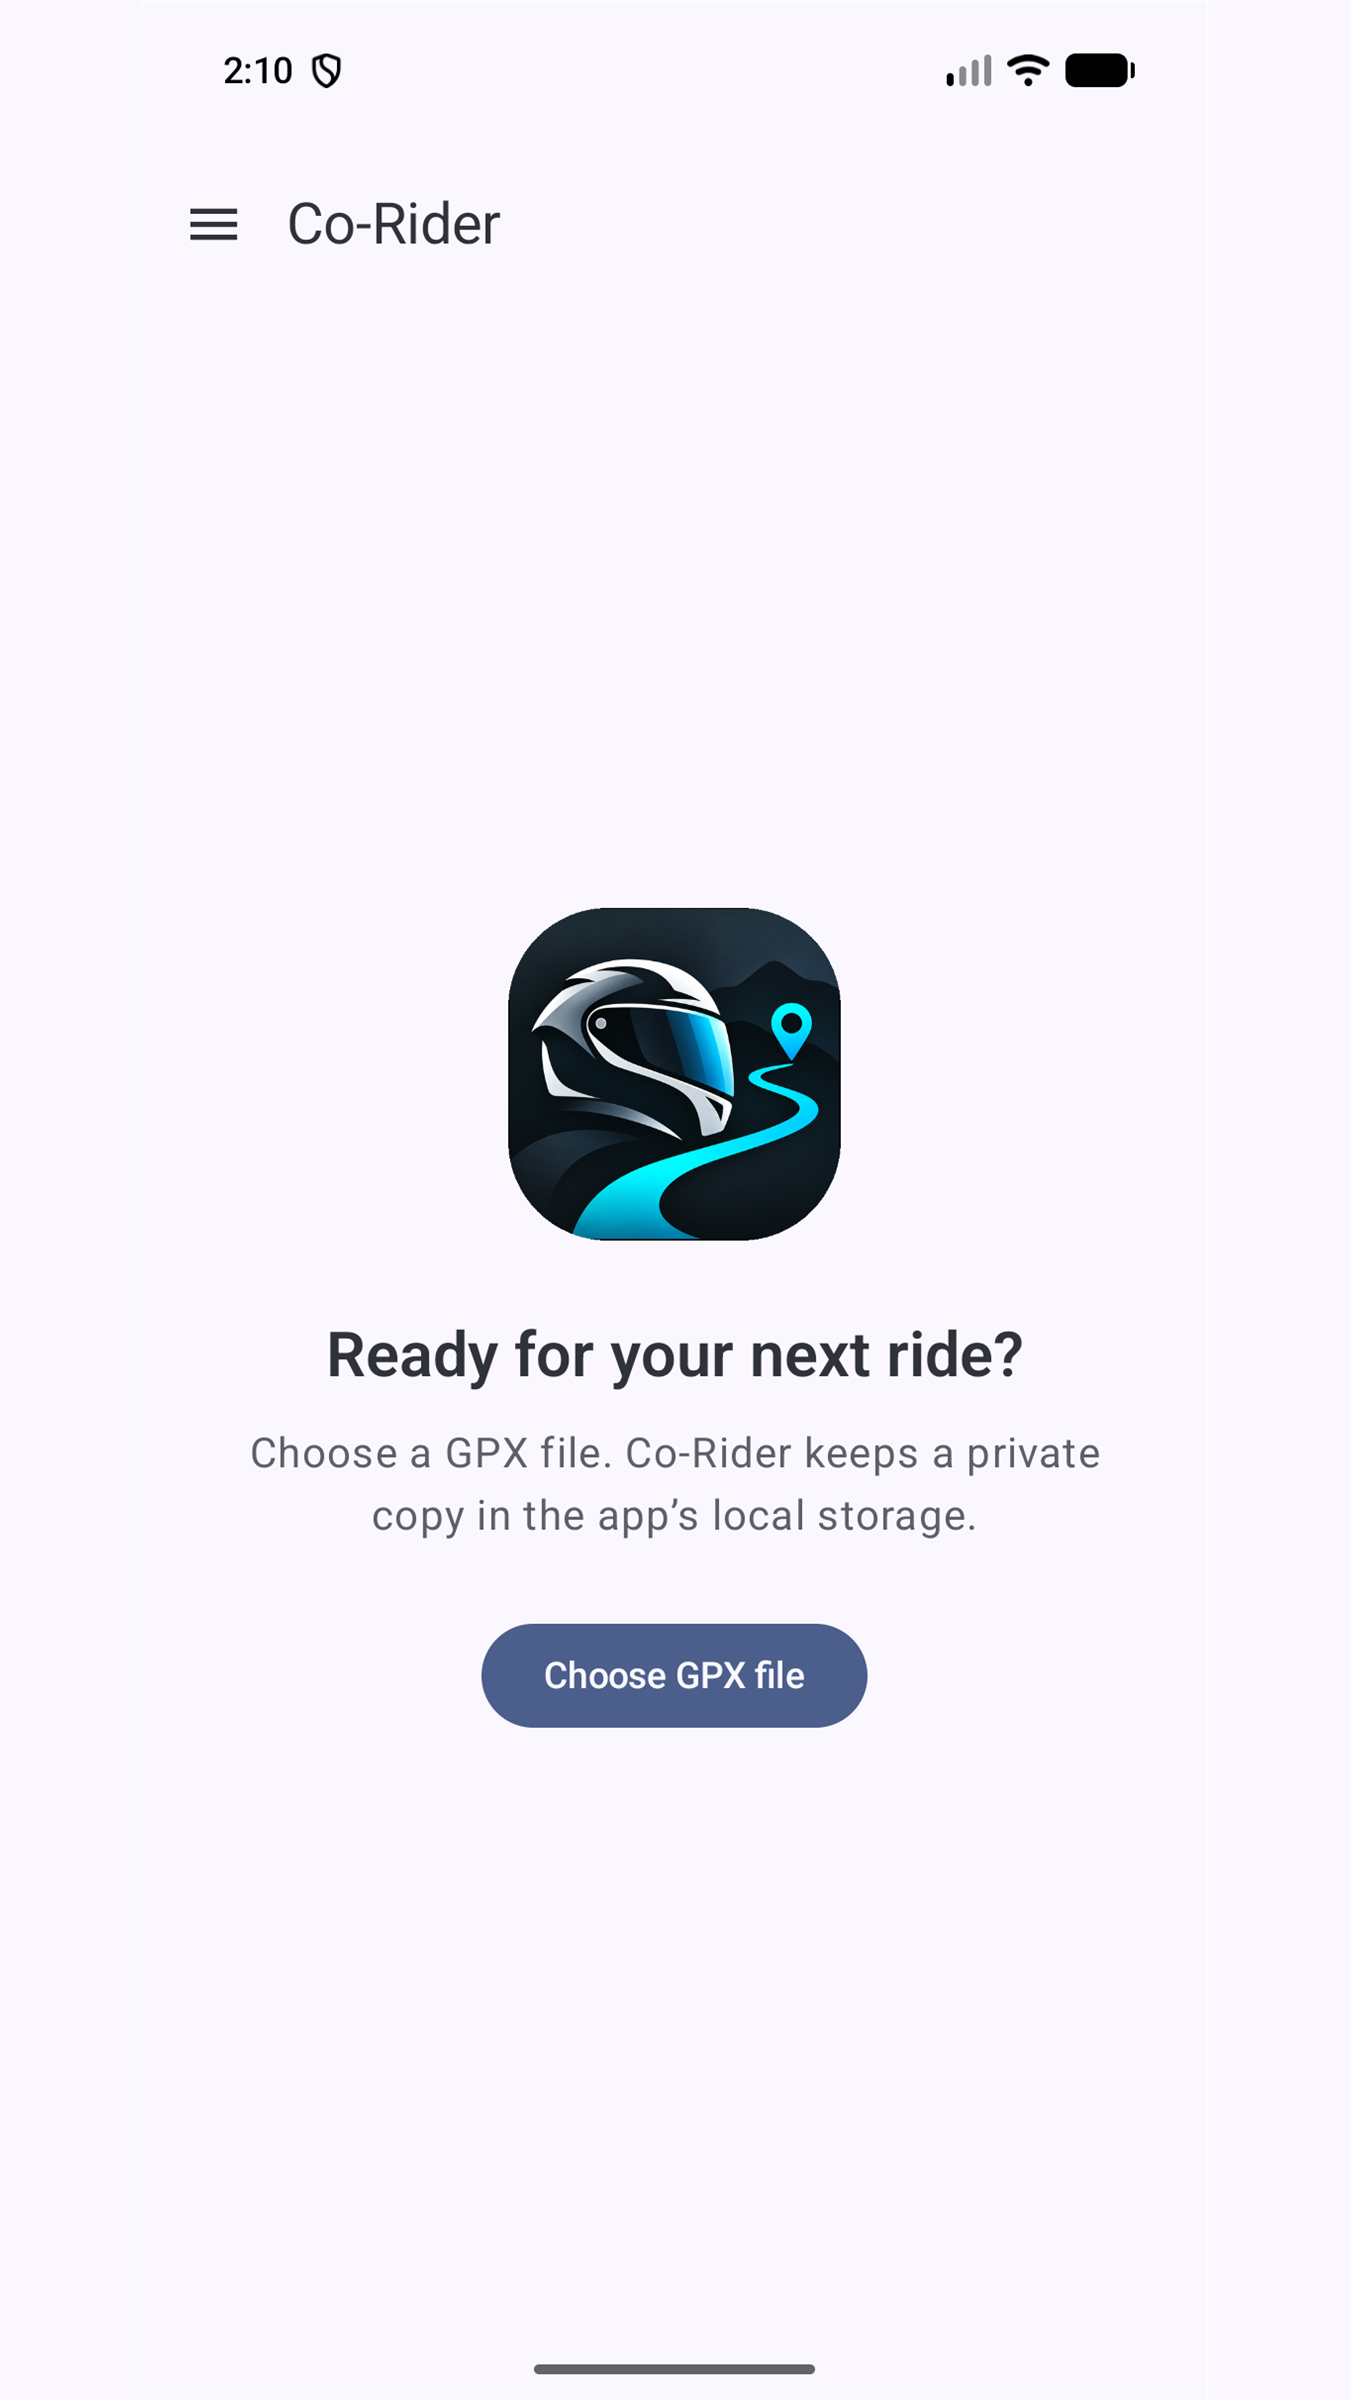 2:10
Co-Rider
Ready for your next ride?
Choose a GPX file. Co-Rider keeps a private
copy in the app’s local storage.
Choose GPX file